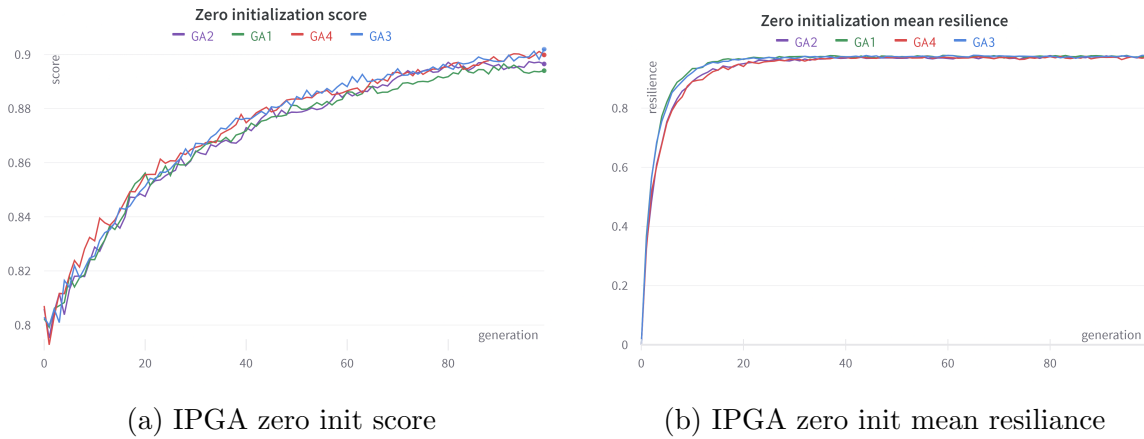 Zero initialization score
GA2 GA1 GA4 GA3
score
0.9
0.88
0.86
0.84
0.82
0.8
generation
0 20 40 60 80
(a) IPGA zero init score
Zero initialization mean resilience
GA2 GA1 GA4 GA3
resilience
0.8
0.6
0.4
0.2
0
generation
0 20 40 60 80
(b) IPGA zero init mean resiliance